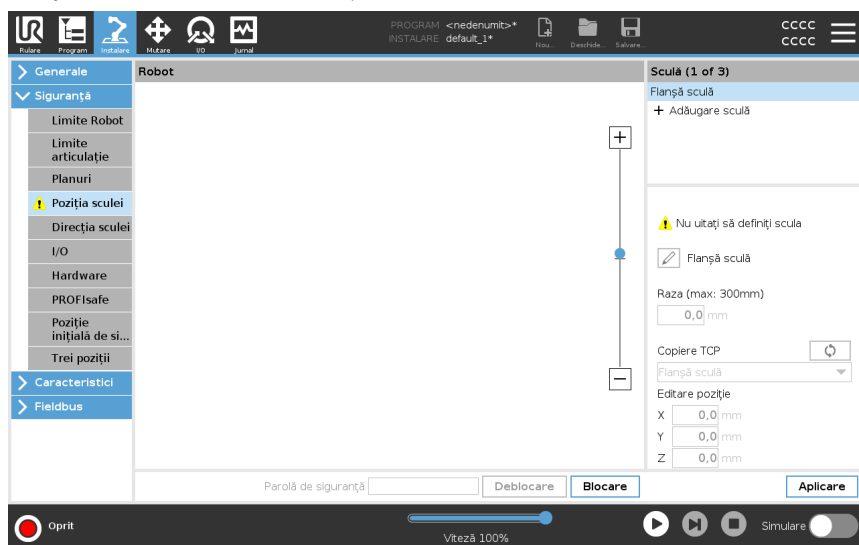 PROGRAM <nedenumit>*
INSTALARE default_1*
Rulare Program Instalare Mutare I/O Jurnal Nou... Deschide... Salvare...
cccc
cccc
Generale
Siguranță
Limite Robot
Limite
articulație
Planuri
Poziția sculei
Direcția sculei
I/O
Hardware
PROFIsafe
Poziție
inițială de si...
Trei poziții
Caracteristici
Fieldbus
Robot
Sculă (1 of 3)
Flanșă sculă
+ Adăugare sculă
Nu uitați să definiți scula
Flanșă sculă
Raza (max: 300mm)
0,0 mm
Copiere TCP
Flanșă sculă
Editare poziție
X 0,0 mm
Y 0,0 mm
Z 0,0 mm
Parolă de siguranță Deblocare Blocare Aplicare
Oprit
Viteză 100%
Simulare